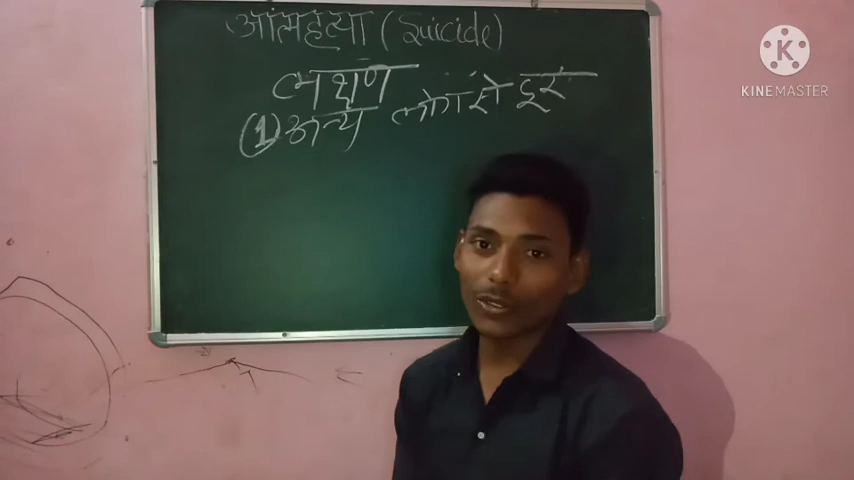 आत्महत्या (Suicide)
लक्षण
① अन्य लोगों से दूर
K
KINEMASTER